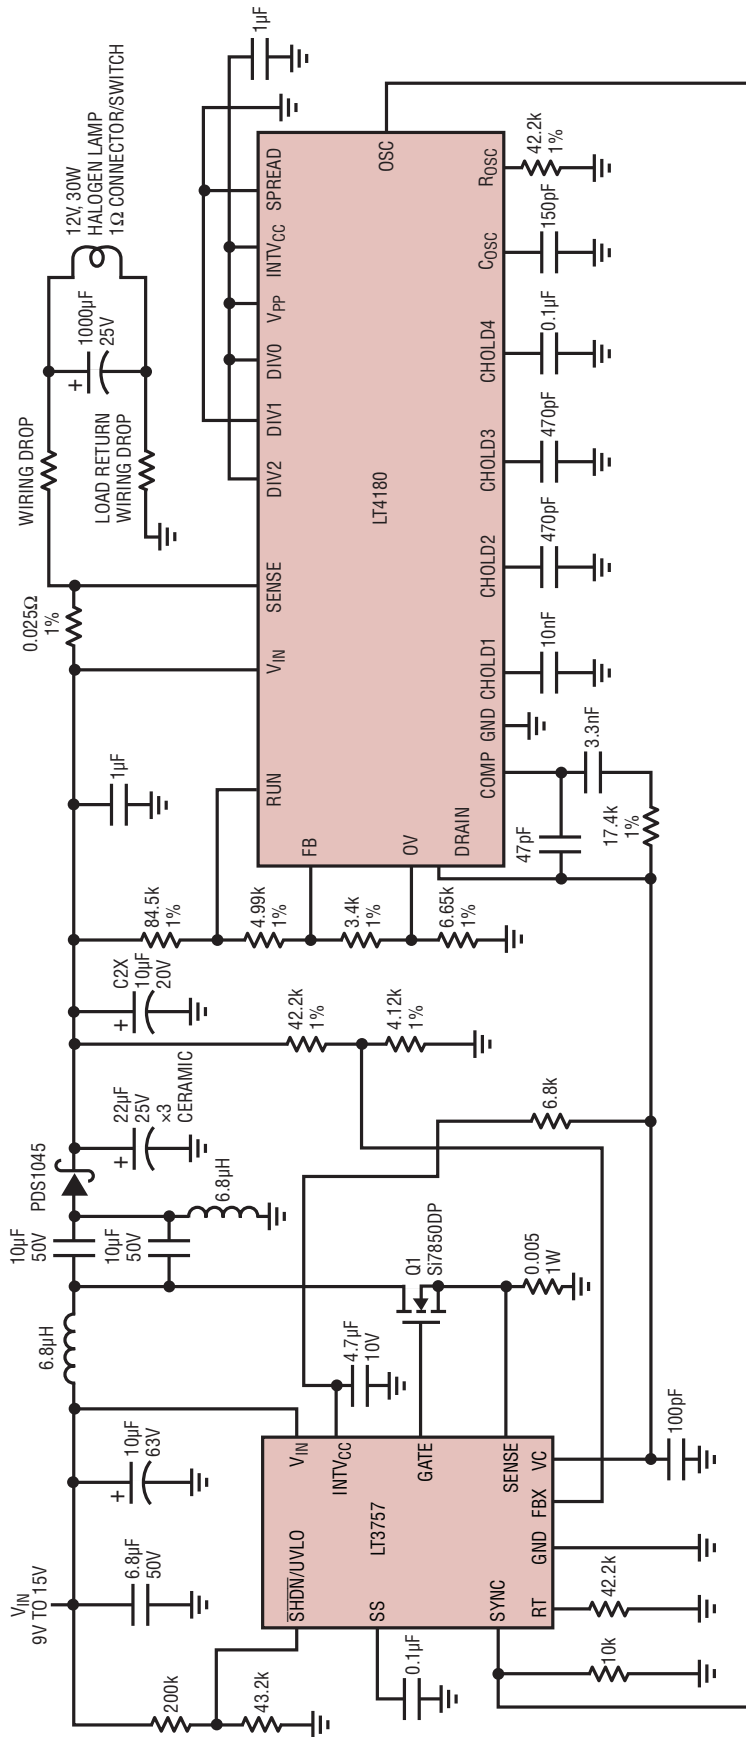 VIN
9V TO 15V
6.8µF
50V
10µF
63V
6.8µH
10µF
50V
10µF
50V
PDS1045
6.8µH
22µF
25V
×3
CERAMIC
C2X
10µF
20V
1µF
0.025Ω
1%
WIRING DROP
LOAD RETURN
WIRING DROP
1000µF
25V
12V, 30W
HALOGEN LAMP
1Ω CONNECTOR/SWITCH
1µF
200k
43.2k
SHDN/UVLO
VIN
INTVCC
GATE
SENSE
VC
FBX
GND
RT
SYNC
SS
LT3757
0.1µF
10k
42.2k
100pF
4.7µF
10V
Q1
Si7850DP
0.005
1W
42.2k
1%
4.12k
1%
6.8k
84.5k
1%
4.99k
1%
3.4k
1%
6.65k
1%
RUN
VIN
SENSE
DIV2
DIV1
DIV0
VPP
INTVCC
SPREAD
FB
OV
DRAIN
LT4180
OSC
COMP
GND
CHOLD1
CHOLD2
CHOLD3
CHOLD4
COSC
ROSC
47pF
3.3nF
17.4k
1%
10nF
470pF
470pF
0.1µF
150pF
42.2k
1%